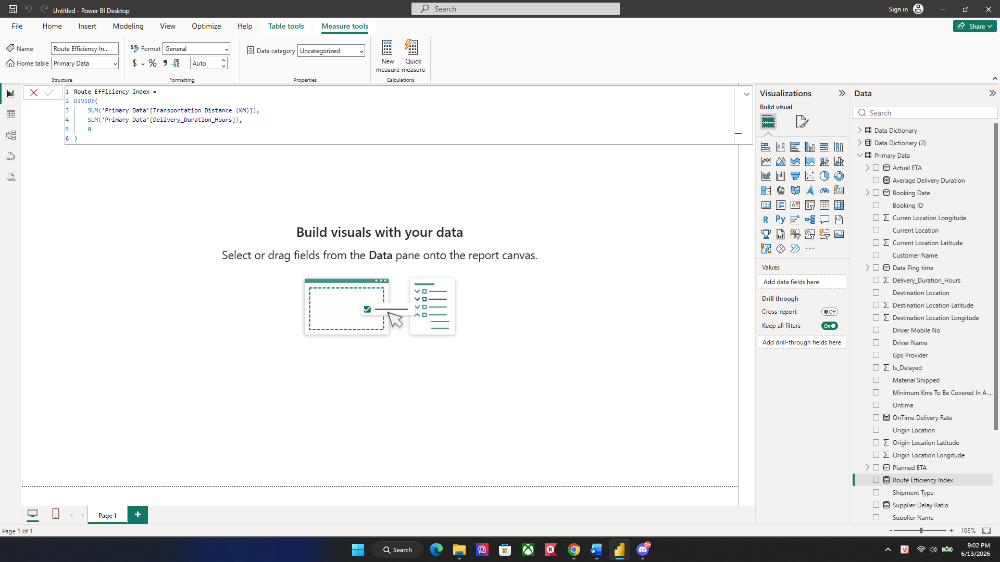 Untitled - Power BI Desktop
Search
Sign in
File
Home
Insert
Modeling
View
Optimize
Help
Table tools
Measure tools
Share
Name
Route Efficiency In...
Home table
Primary Data
Structure
Format
General
$
%
Auto
Formatting
Data category
Uncategorized
Properties
New measure
Quick measure
Calculations
1 Route Efficiency Index =
2 DIVIDE(
3 SUM('Primary Data'[Transportation Distance (KM)]),
4 SUM('Primary Data'[Delivery_Duration_Hours]),
5 0
6 )
DAX
TMDL
Build visuals with your data
Select or drag fields from the Data pane onto the report canvas.
Page 1
Page 1 of 1
Visualizations
Build visual
123
123
R
Py
Values
Add data fields here
Drill through
Cross-report
Off
Keep all filters
On
Add drill-through fields here
Data
Search
Data Dictionary
Data Dictionary (2)
Primary Data
Actual ETA
Average Delivery Duration
Booking Date
Booking ID
Curren Location Longitude
Current Location
Current Location Latitude
Customer Name
Data Ping time
Delivery_Duration_Hours
Destination Location
Destination Location Latitude
Destination Location Longitude
Driver Mobile No
Driver Name
Gps Provider
Is_Delayed
Material Shipped
Minimum Kms To Be Covered In A ...
Ontime
OnTime Delivery Rate
Origin Location
Origin Location Latitude
Origin Location Longitude
Planned ETA
Route Efficiency Index
Shipment Type
Supplier Delay Ratio
Supplier Name
- + 108%
Search
9+
V
9:02 PM
6/13/2026